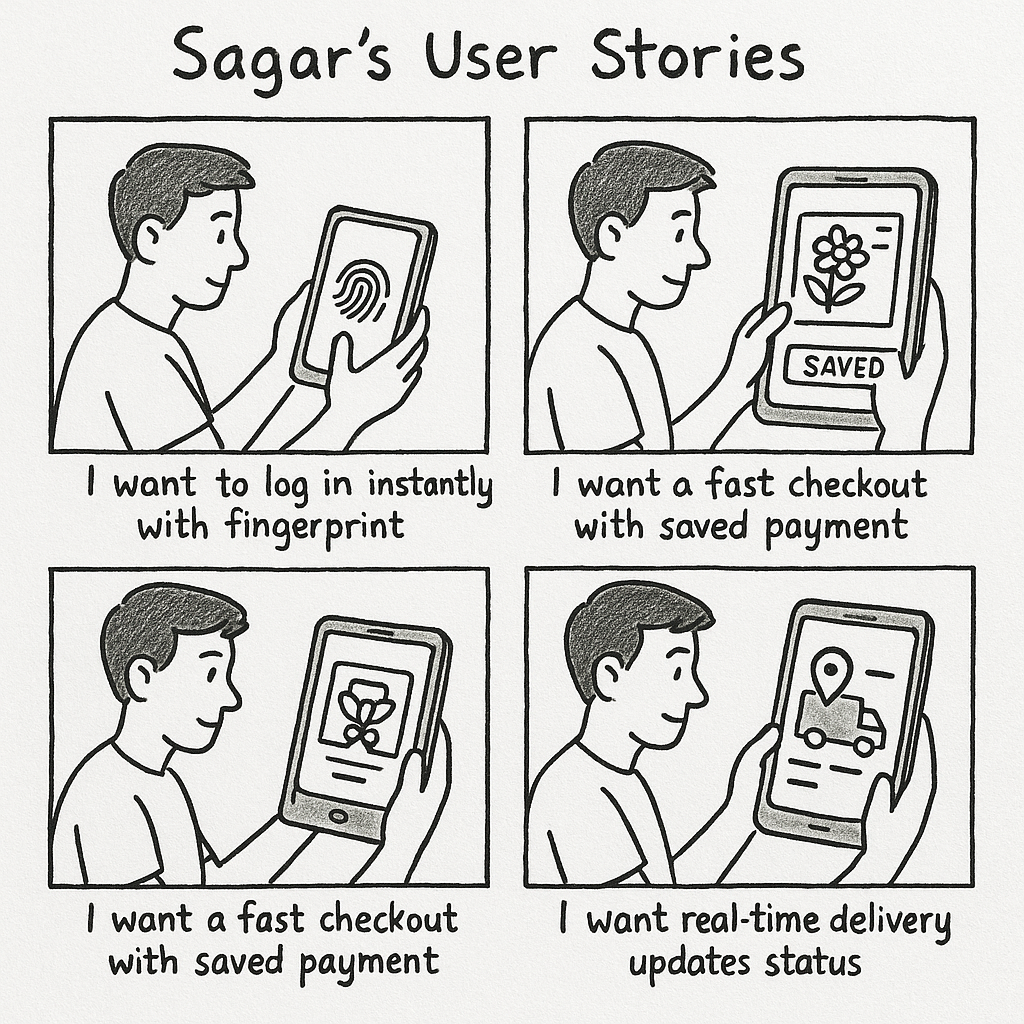 Sagar's User Stories
I want to log in instantly
with fingerprint
SAVED
I want a fast checkout
with saved payment
I want a fast checkout
with saved payment
I want real-time delivery
updates status